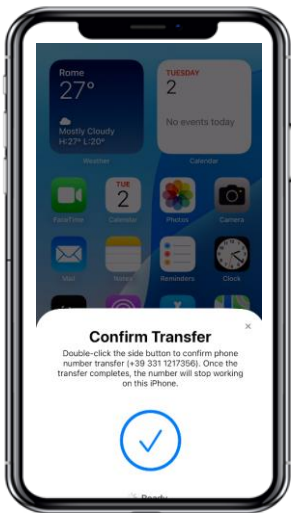 Rome
27°
Mostly Cloudy
H:27° L:20°
Weather
TUESDAY
2
No events today
Calendar
TUE
2
FaceTime
Calendar
Photos
Camera
Mail
Notes
Reminders
Clock
Confirm Transfer
Double-click the side button to confirm phone
number transfer (+39 331 1217356). Once the
transfer completes, the number will stop working
on this iPhone.
Ready